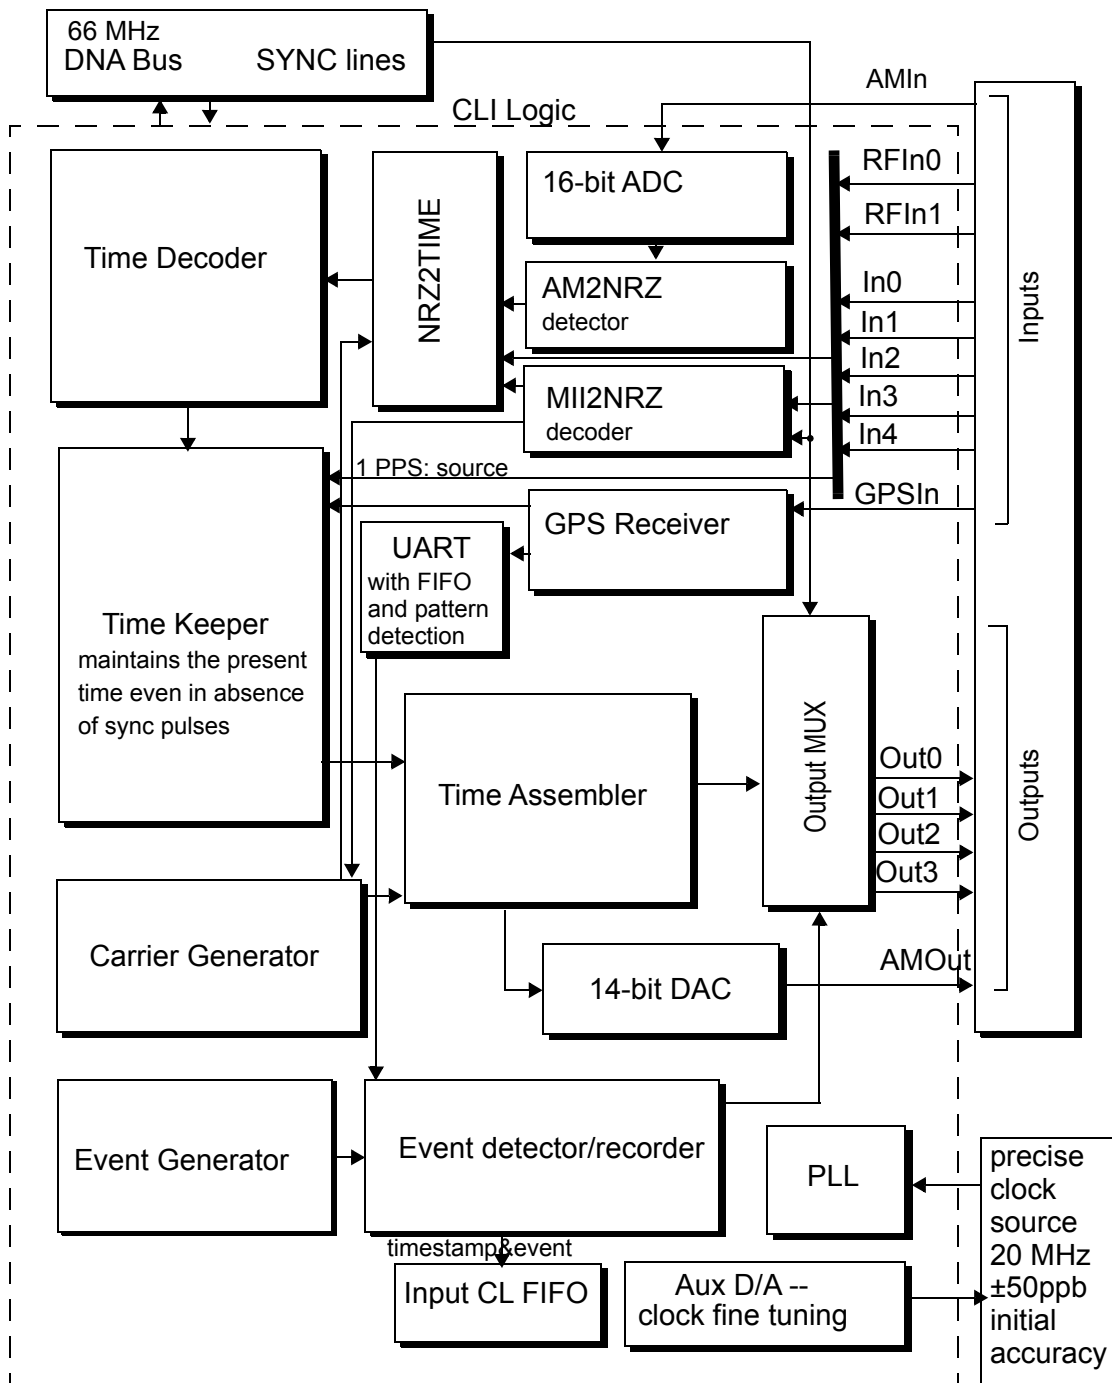 66 MHz
DNA Bus
SYNC lines
CLI Logic
AMIn
Time Decoder
NRZ2TIME
16-bit ADC
RFIn0
RFIn1
AM2NRZ
detector
In0
In1
In2
In3
In4
Inputs
MII2NRZ
decoder
1 PPS: source
GPSIn
GPS Receiver
UART
with FIFO
and pattern
detection
Time Keeper
maintains the present
time even in absence
of sync pulses
Time Assembler
Output MUX
Out0
Out1
Out2
Out3
Outputs
Carrier Generator
14-bit DAC
AMOut
Event Generator
Event detector/recorder
PLL
precise
clock
source
20 MHz
±50ppb
initial
accuracy
timestamp&event
Input CL FIFO
Aux D/A --
clock fine tuning